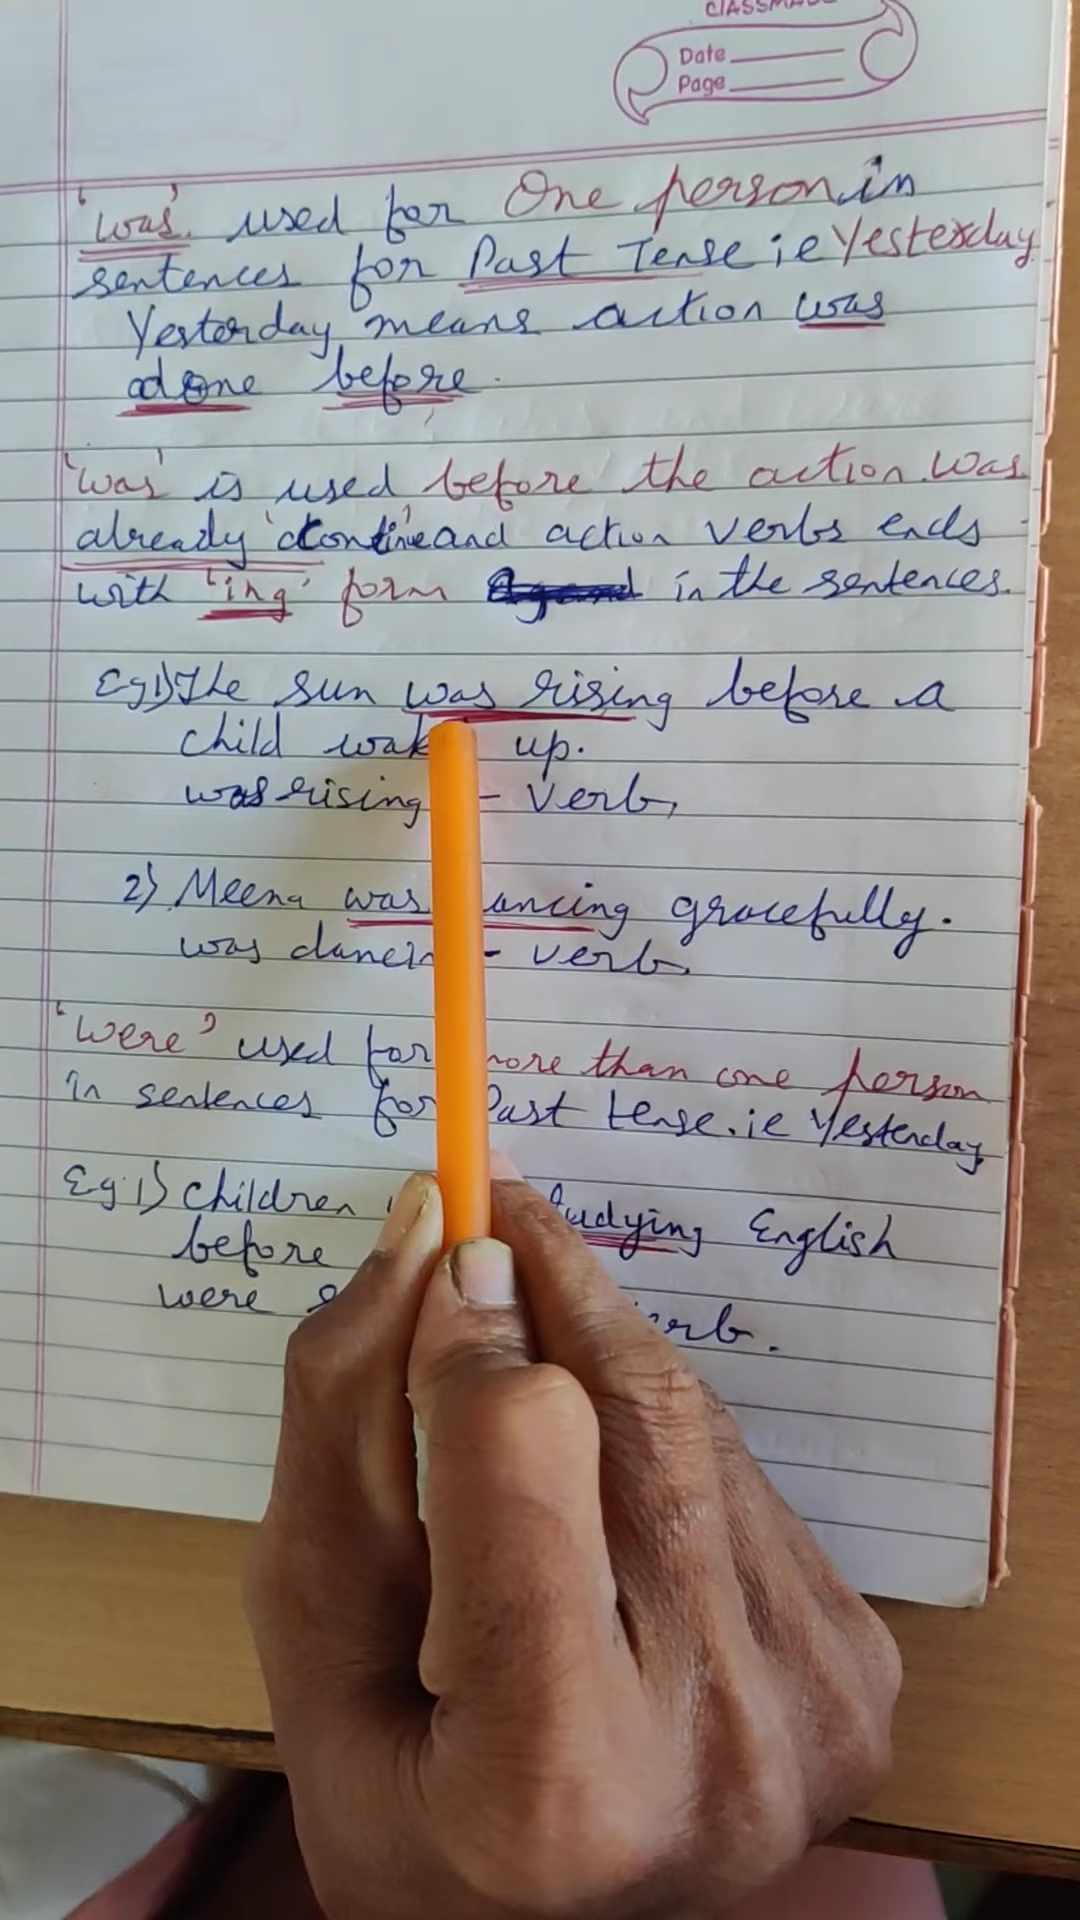 CLASSMATE
Date
Page
'was' used for One person in
sentences for Past Tense ie Yesterday
Yesterday means action was
done before.
'was' is used before the action was
already 'continue' and action verbs ends
with 'ing' form in the sentences.
Eg 1) The sun was rising before a
child up.
was rising - Verb,
2) Meena was gracefully.
was - verb,
'Were' used for more than one person
in sentences for Past tense. ie Yesterday
Eg. 1) Children studying English
before
were verb.